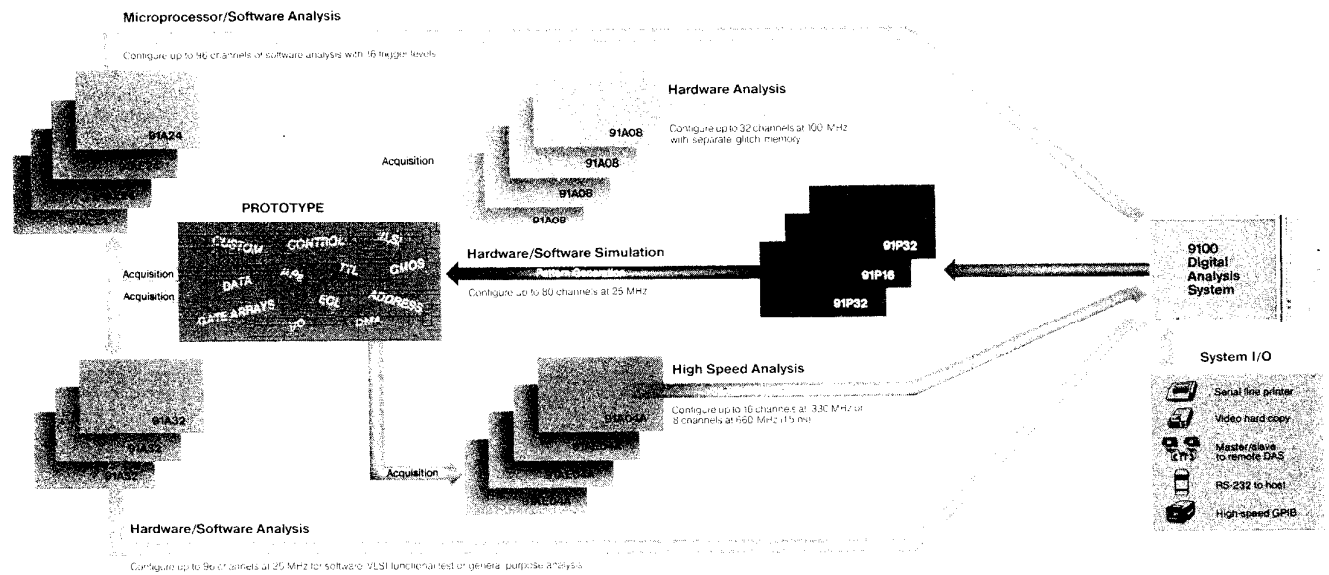 Microprocessor/Software Analysis
Configure up to 96 channels of software analysis with 16 trigger levels
91A24
Hardware Analysis
Configure up to 32 channels at 100 MHz
with separate glitch memory
91A08
91A08
91A08
91A08
Acquisition
PROTOTYPE
CUSTOM
CONTROL
VLSI
DATA
μPs
TTL
CMOS
GATE ARRAYS
I/O
ECL
DMA
ADDRESS
Acquisition
Acquisition
Hardware/Software Simulation
Pattern Generation
Configure up to 80 channels at 25 MHz
91P32
91P16
91P32
9100
Digital
Analysis
System
High Speed Analysis
Configure up to 16 channels at 330 MHz or
8 channels at 660 MHz (1.5 ns)
91A04A
Acquisition
91A32
91A32
91A32
Hardware/Software Analysis
Configure up to 96 channels at 25 MHz for software, VLSI functional test or general purpose analysis
System I/O
Serial line printer
Video hard copy
Master/slave
to remote DAS
RS-232 to host
High-speed GPIB